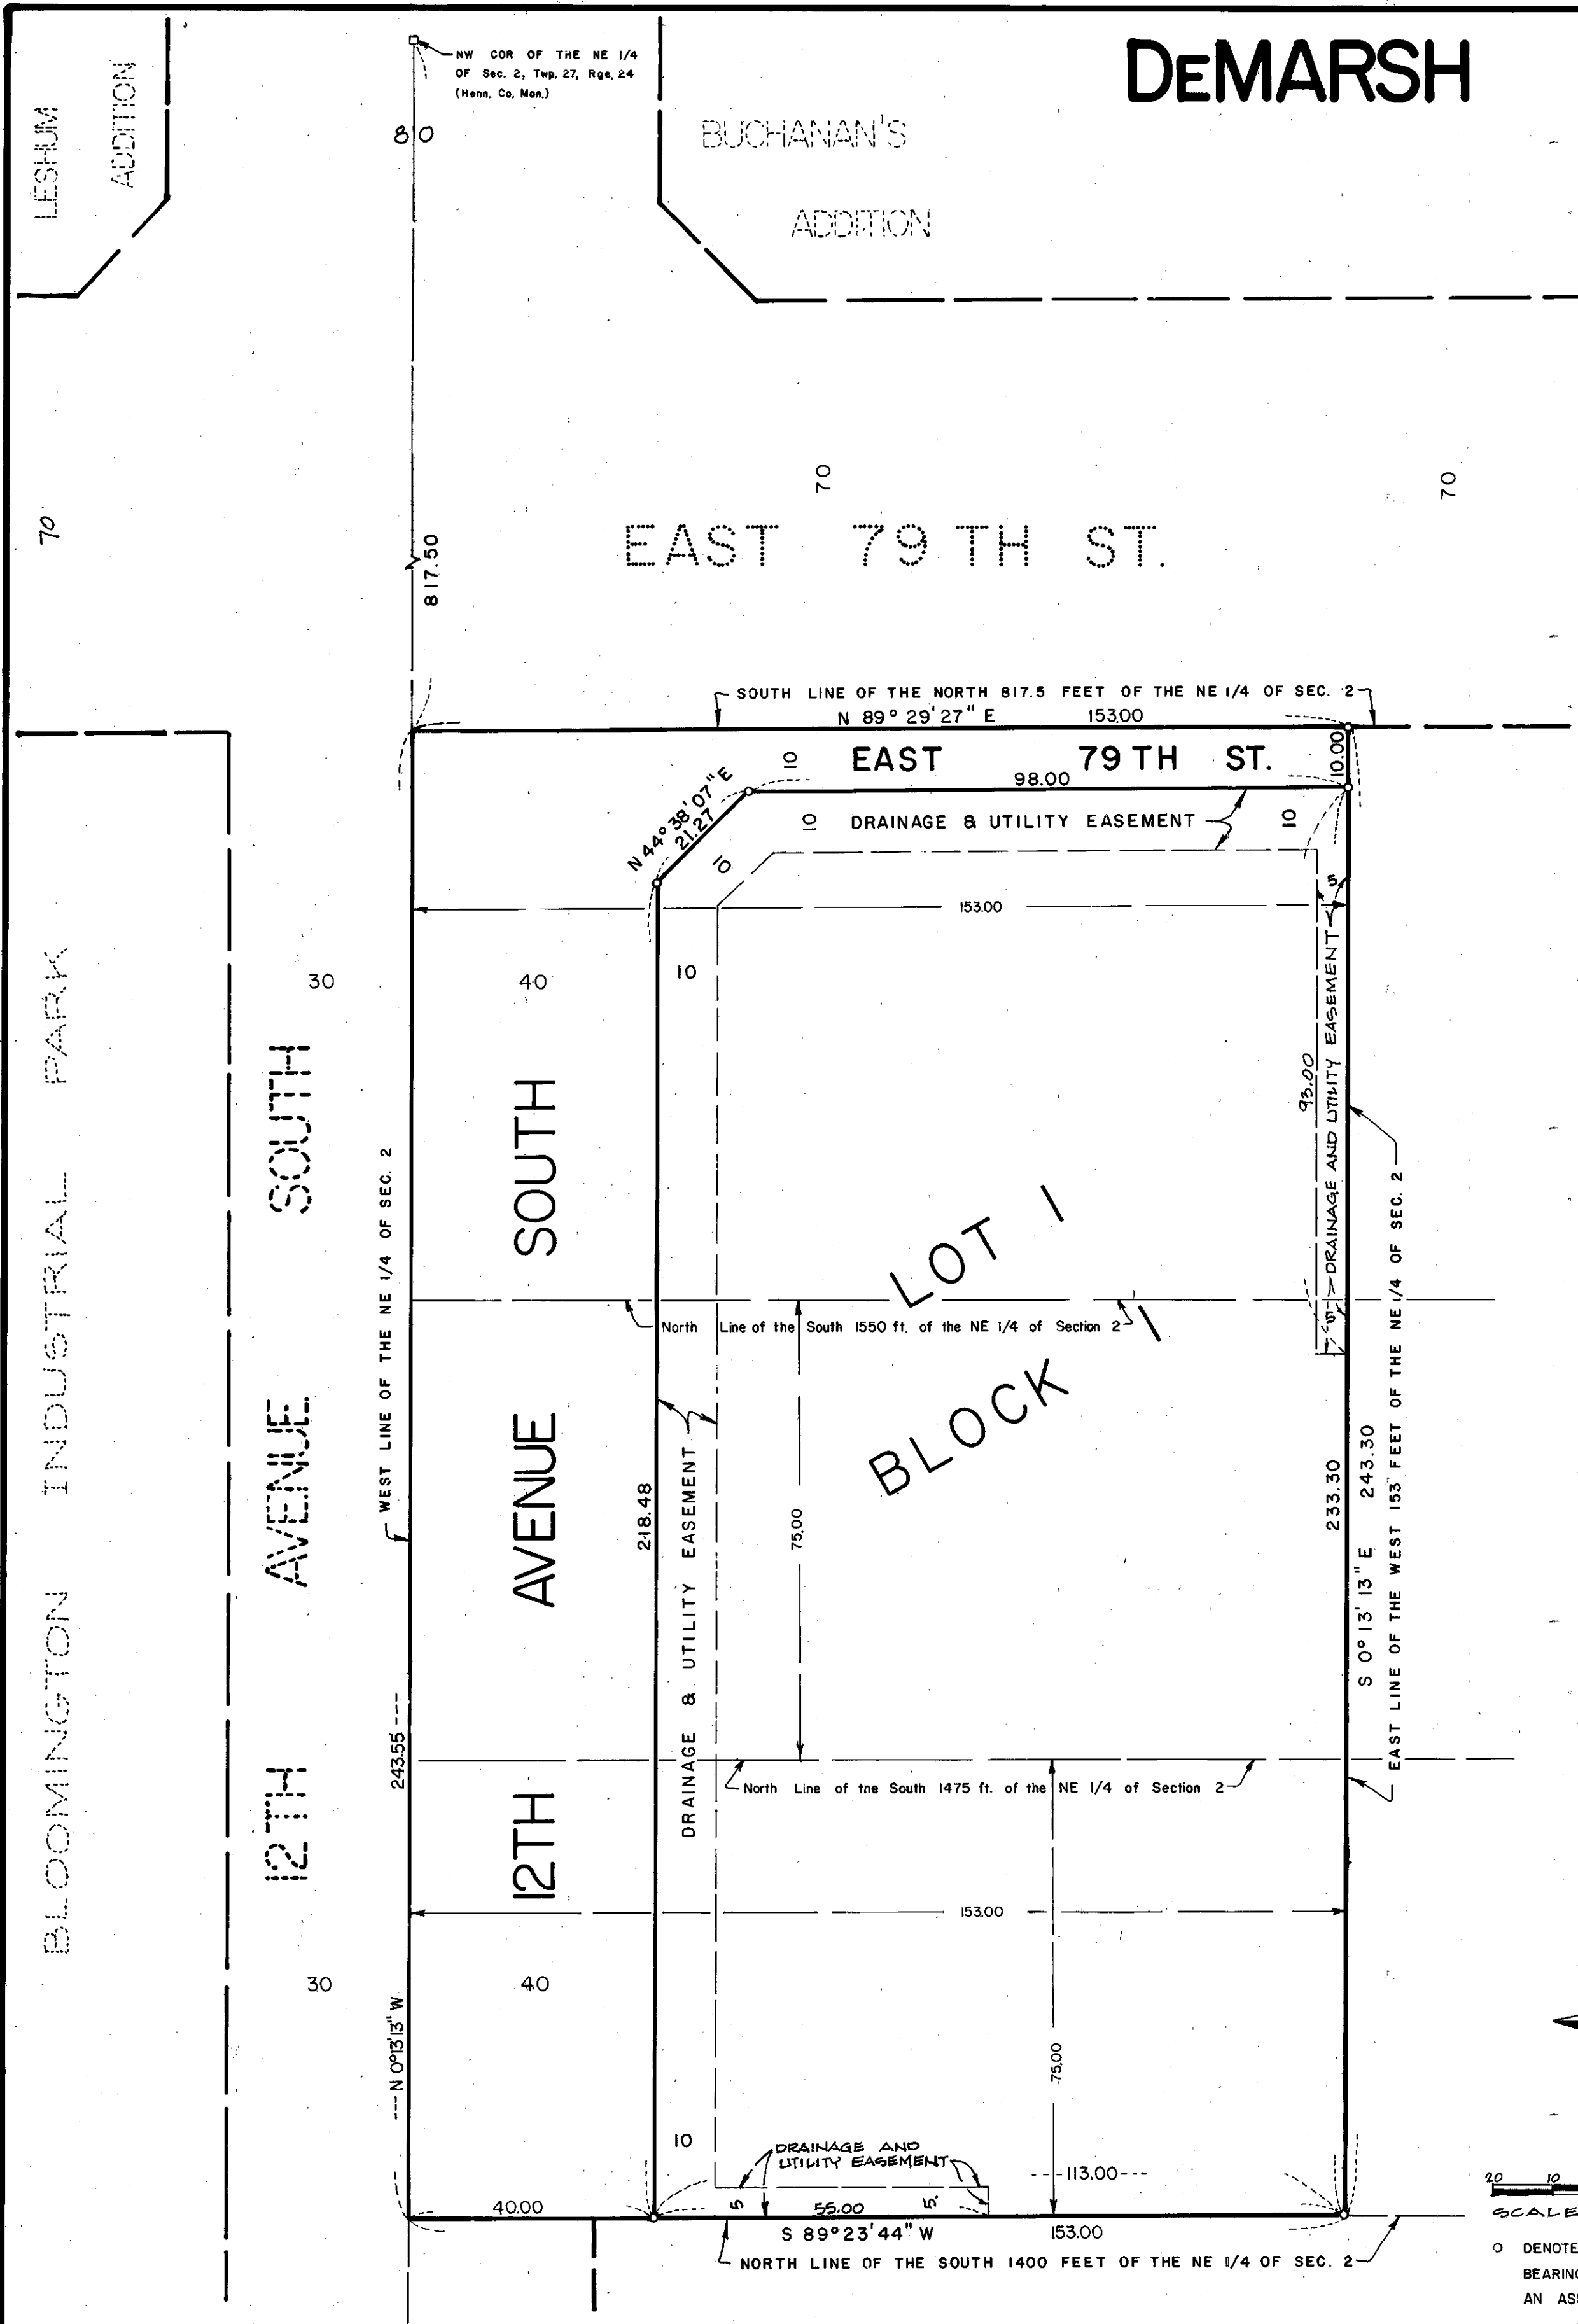 DEMARSH
NW COR OF THE NE 1/4
OF Sec. 2, Twp. 27, Rge. 24
(Henn. Co. Mon.)
80
LESHUM
ADDITION
BUCHANAN'S
ADDITION
70
70
70
817.50
EAST 79TH ST.
SOUTH LINE OF THE NORTH 817.5 FEET OF THE NE 1/4 OF SEC. 2
N 89° 29' 27" E 153.00
10
EAST 79TH ST.
10.00
98.00
N 44° 38' 07" E
21.27
10
10
DRAINAGE & UTILITY EASEMENT
10
5
153.00
30
40
10
DRAINAGE AND UTILITY EASEMENT
93.00
5
BLOOMINGTON INDUSTRIAL PARK
12TH AVENUE SOUTH
WEST LINE OF THE NE 1/4 OF SEC. 2
12TH AVENUE SOUTH
LOT 1
BLOCK 1
North Line of the South 1550 ft. of the NE 1/4 of Section 2
218.48
DRAINAGE & UTILITY EASEMENT
75.00
233.30
S 0° 13' 13" E 243.30
EAST LINE OF THE WEST 153 FEET OF THE NE 1/4 OF SEC. 2
243.55
North Line of the South 1475 ft. of the NE 1/4 of Section 2
153.00
30
40
N 0°13'13" W
75.00
10
DRAINAGE AND
UTILITY EASEMENT
113.00
40.00
5
55.00
5
S 89° 23' 44" W 153.00
NORTH LINE OF THE SOUTH 1400 FEET OF THE NE 1/4 OF SEC. 2
20 10
SCALE
DENOTE
BEARING
AN ASS